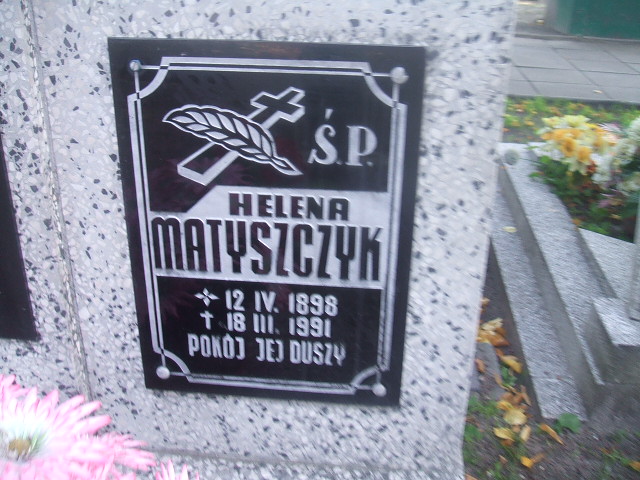 Ś.P.
HELENA
MATYSZCZYK
12 IV. 1898
† 18 III. 1991
POKÓJ JEJ DUSZY